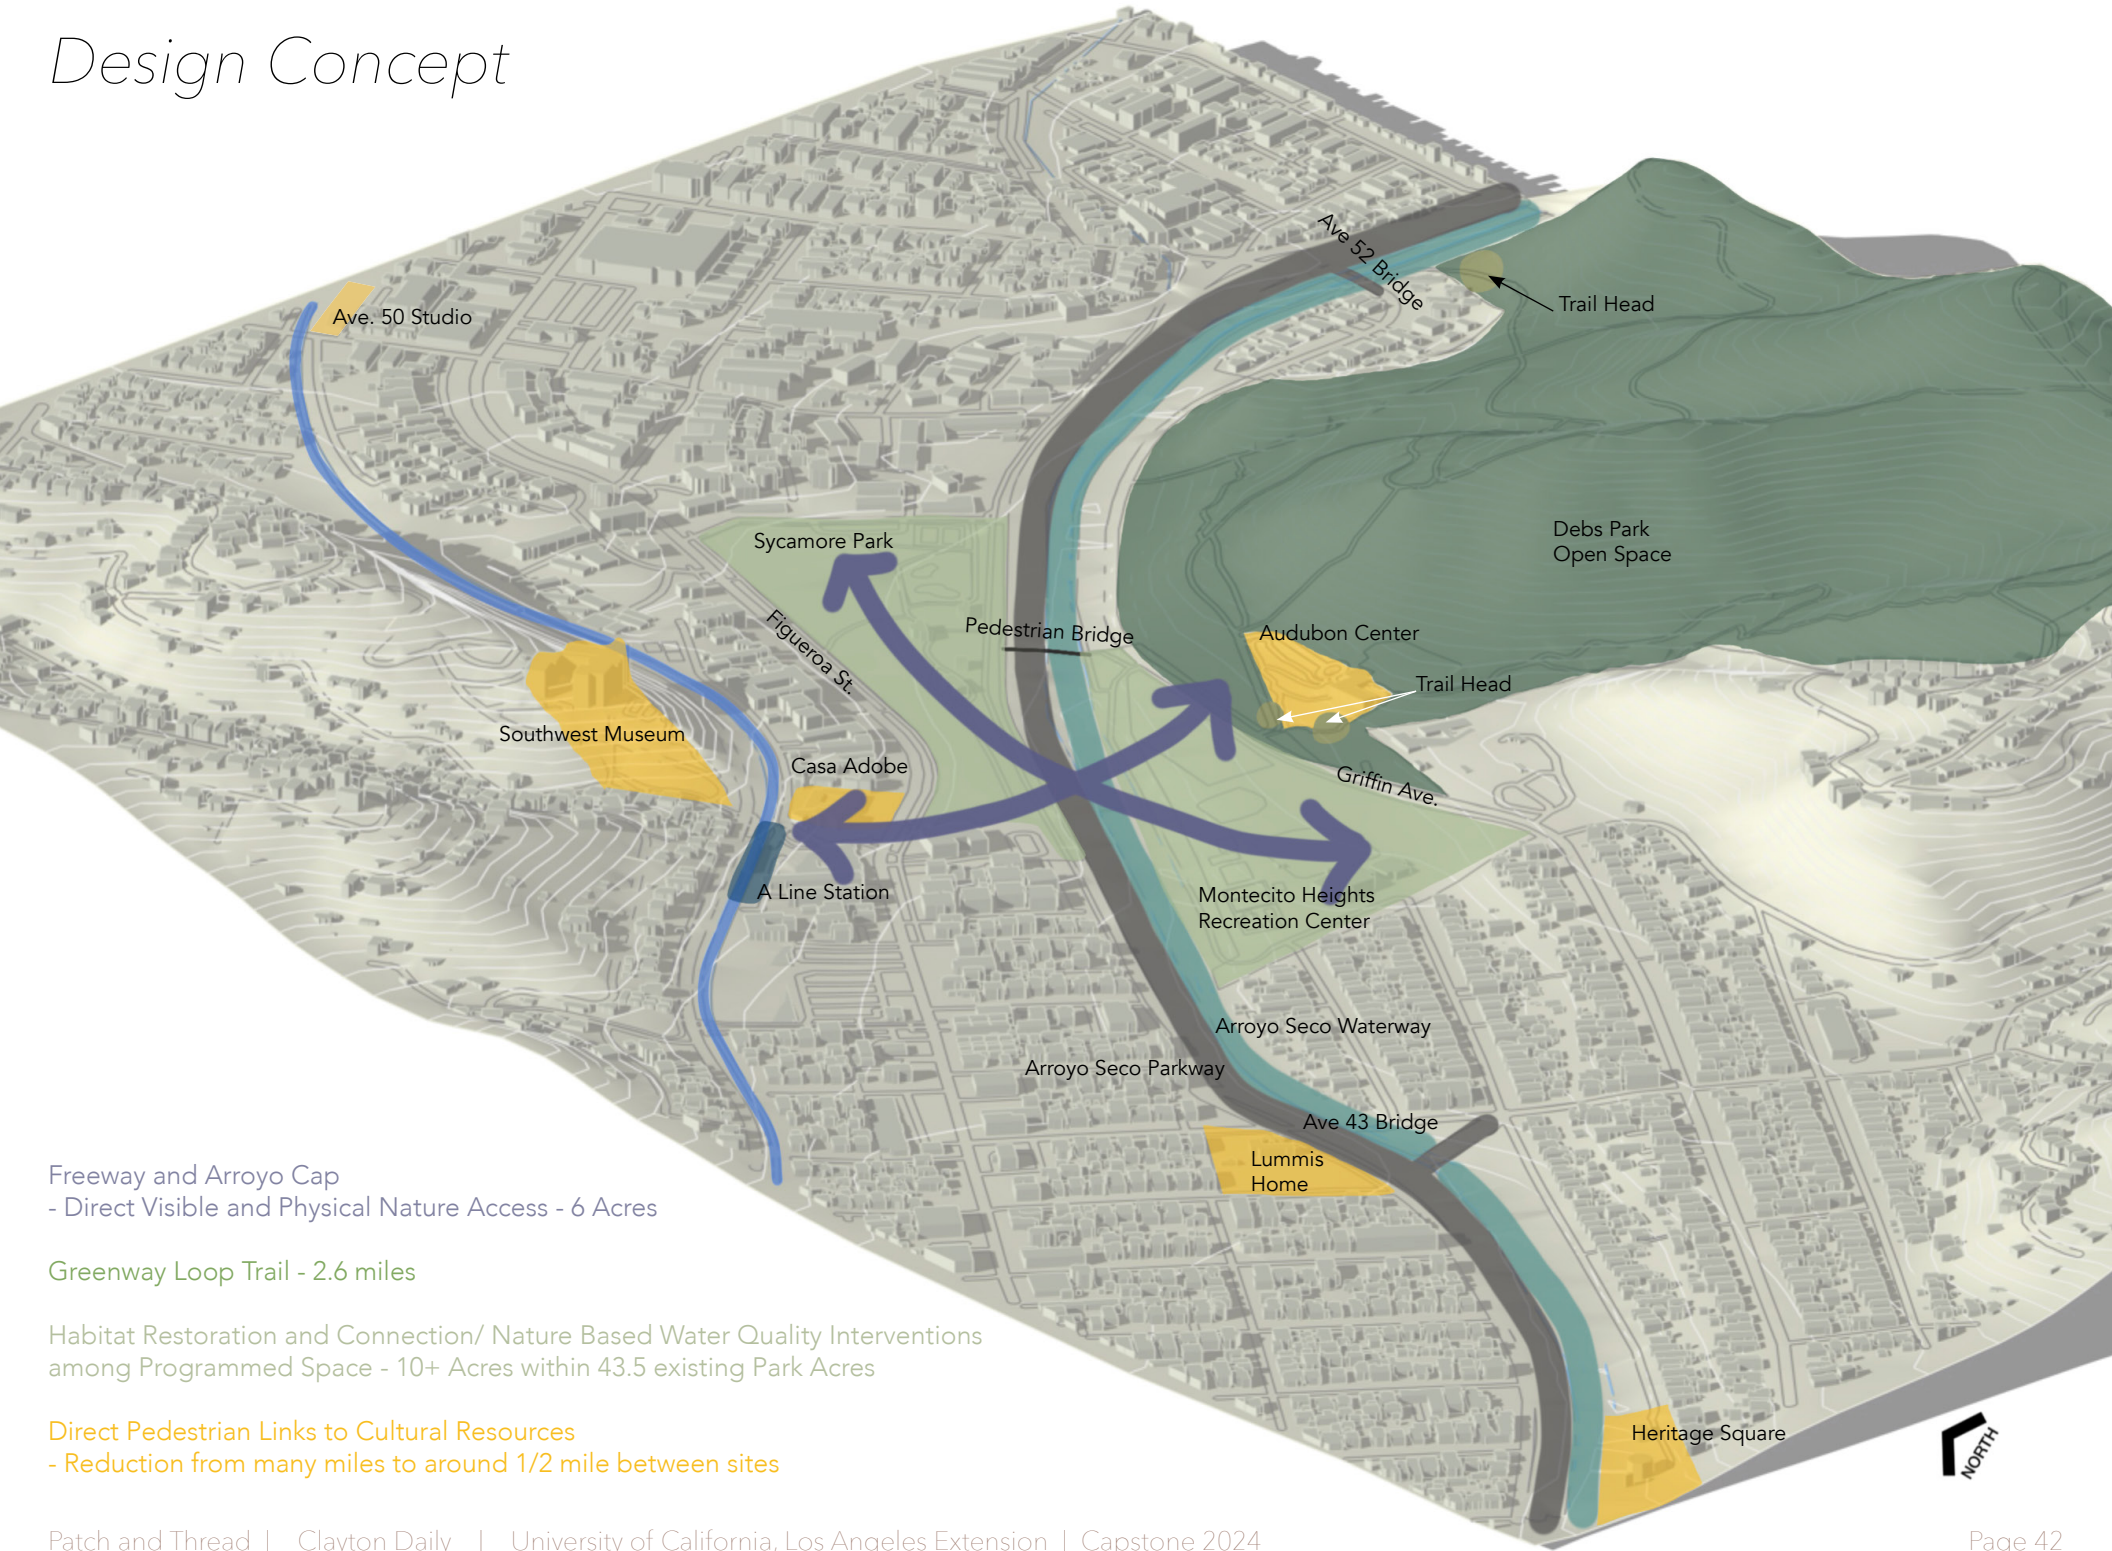 Design Concept
Ave 52 Bridge
Trail Head
Ave. 50 Studio
Debs Park
Open Space
Sycamore Park
Figueroa St.
Pedestrian Bridge
Audubon Center
Trail Head
Southwest Museum
Casa Adobe
Griffin Ave.
A Line Station
Montecito Heights
Recreation Center
Arroyo Seco Waterway
Arroyo Seco Parkway
Ave 43 Bridge
Lummis
Home
Freeway and Arroyo Cap
- Direct Visible and Physical Nature Access - 6 Acres
Greenway Loop Trail - 2.6 miles
Habitat Restoration and Connection/ Nature Based Water Quality Interventions
among Programmed Space - 10+ Acres within 43.5 existing Park Acres
Direct Pedestrian Links to Cultural Resources
- Reduction from many miles to around 1/2 mile between sites
Heritage Square
NORTH
Patch and Thread | Clayton Daily | University of California, Los Angeles Extension | Capstone 2024
Page 42